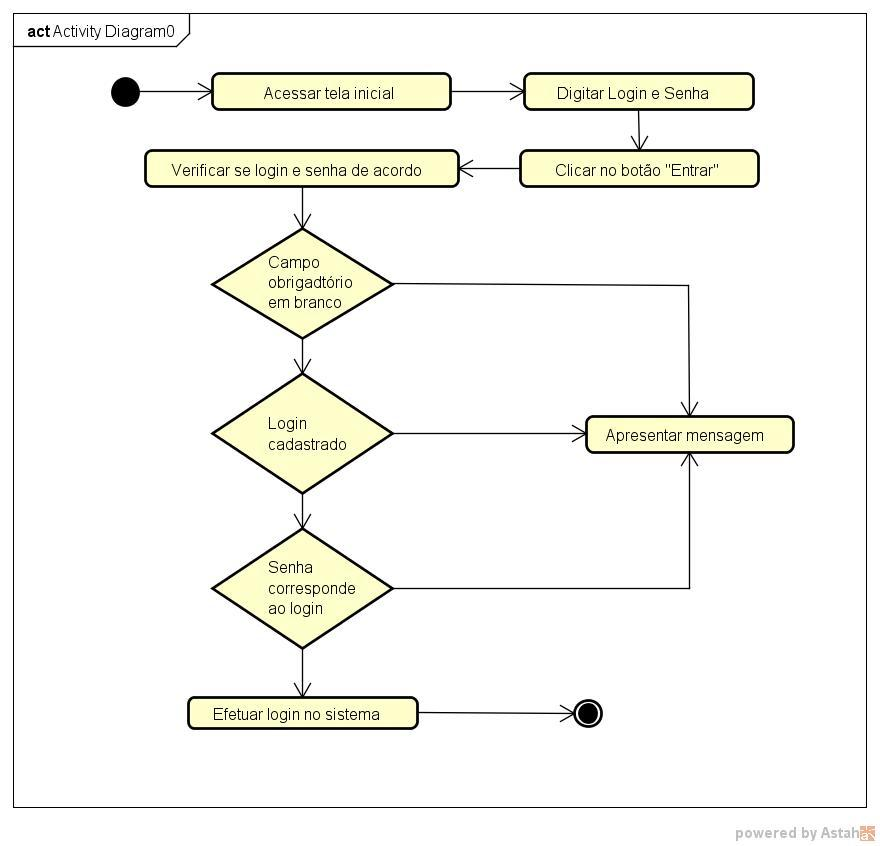 act Activity Diagram0
Acessar tela inicial
Digitar Login e Senha
Verificar se login e senha de acordo
Clicar no botão "Entrar"
Campo
obrigadtório
em branco
Login
cadastrado
Apresentar mensagem
Senha
corresponde
ao login
Efetuar login no sistema
powered by Astah